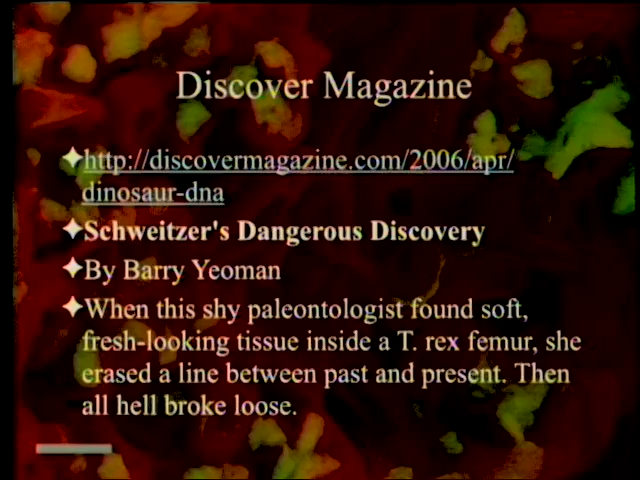 Discover Magazine
http://discovermagazine.com/2006/apr/
dinosaur-dna
Schweitzer's Dangerous Discovery
By Barry Yeoman
When this shy paleontologist found soft,
fresh-looking tissue inside a T. rex femur, she
erased a line between past and present. Then
all hell broke loose.